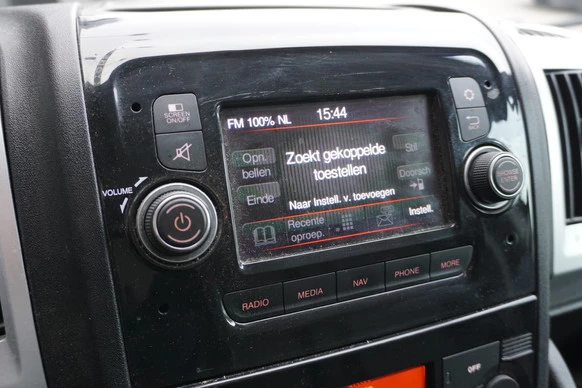 SCREEN
ON/OFF
FM 100% NL
15:44
Opn.
bellen
Zoekt gekoppelde
toestellen
Stil
Doorsch
VOLUME
Einde
Naar Instell. v. toevoegen
Recente
oproep.
Instell.
BROWSE
RADIO
MEDIA
NAV
PHONE
MORE
OFF